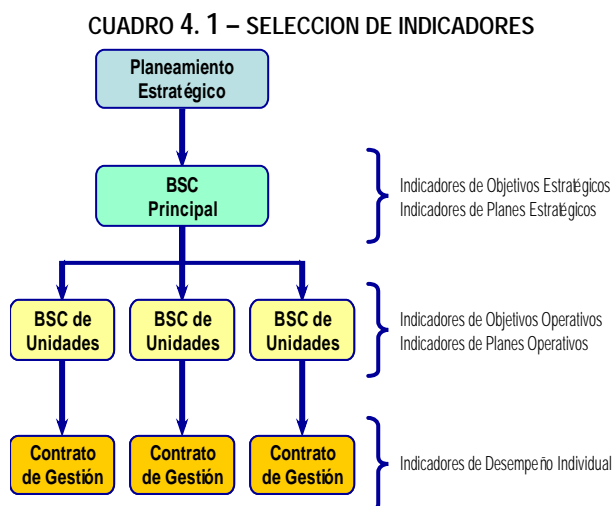 CUADRO 4. 1 – SELECCION DE INDICADORES
Planeamiento
Estratégico
BSC
Principal
Indicadores de Objetivos Estratégicos
Indicadores de Planes Estratégicos
BSC de
Unidades
BSC de
Unidades
BSC de
Unidades
Indicadores de Objetivos Operativos
Indicadores de Planes Operativos
Contrato
de Gestión
Contrato
de Gestión
Contrato
de Gestión
Indicadores de Desempeño Individual